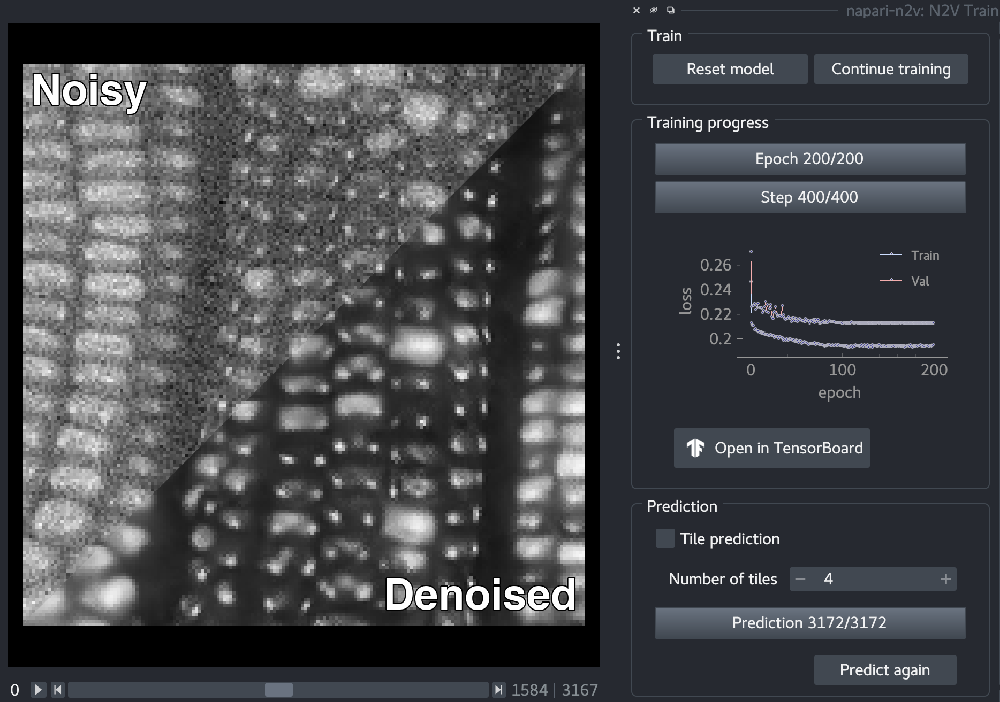 Noisy
Denoised
0
1584 | 3167
napari-n2v: N2V Train
Train
Reset model
Continue training
Training progress
Epoch 200/200
Step 400/400
0.26
0.24
0.22
0.2
loss
Train
Val
0 100 200
epoch
Open in TensorBoard
Prediction
Tile prediction
Number of tiles
− 4 +
Prediction 3172/3172
Predict again